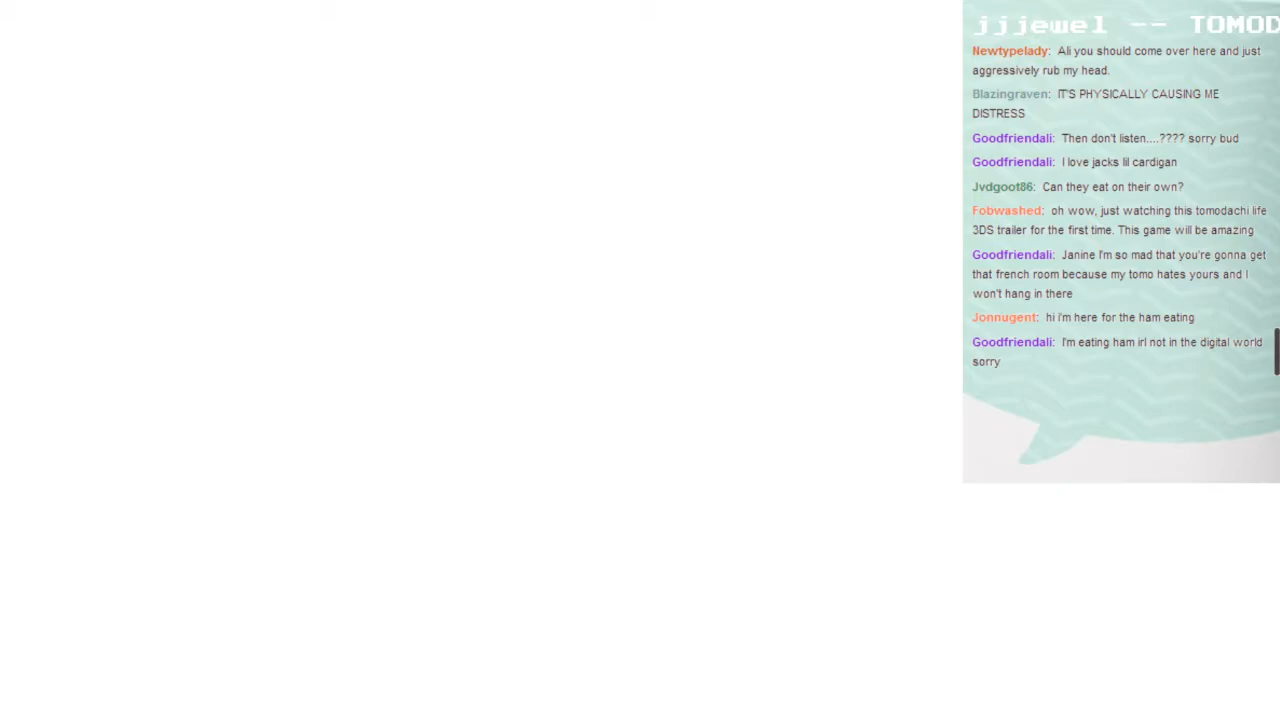 jjjewel -- TOMOD
Newtypelady: Ali you should come over here and just
aggressively rub my head.
Blazingraven: IT'S PHYSICALLY CAUSING ME
DISTRESS
Goodfriendali: Then don't listen....???? sorry bud
Goodfriendali: I love jacks lil cardigan
Jvdgoot86: Can they eat on their own?
Fobwashed: oh wow, just watching this tomodachi life
3DS trailer for the first time. This game will be amazing
Goodfriendali: Janine I'm so mad that you're gonna get
that french room because my tomo hates yours and I
won't hang in there
Jonnugent: hi i'm here for the ham eating
Goodfriendali: I'm eating ham irl not in the digital world
sorry